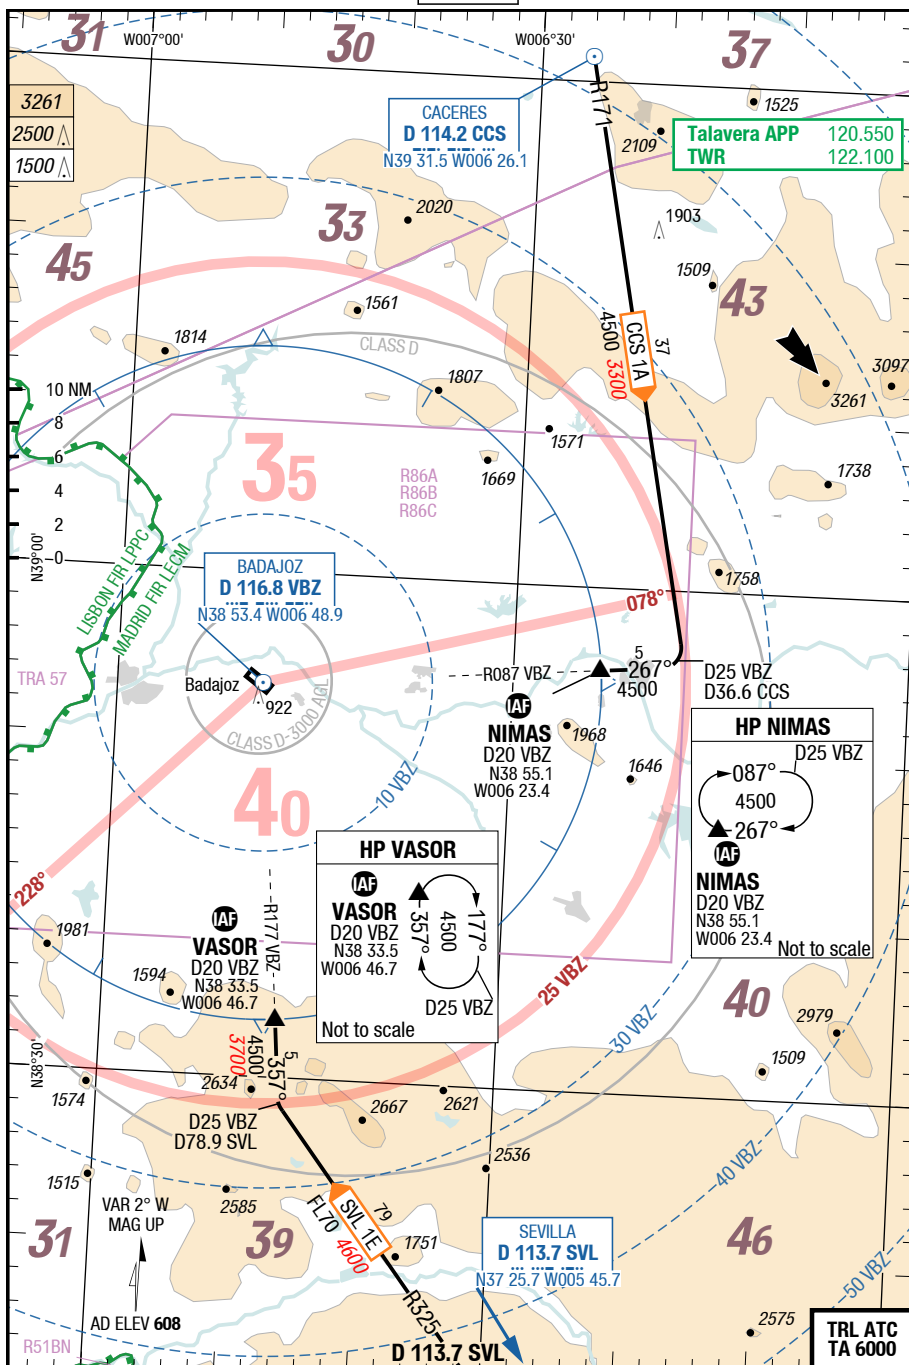 31
W007°00'
30
W006°30'
37
3261
2500
1500
CACERES
D 114.2 CCS
N39 31.5 W006 26.1
R171
1525
2109
Talavera APP 120.550
TWR 122.100
2020
33
1903
45
1509
43
1561
1814
CLASS D
CCS 1A
37
4500 3300
3097
3261
10 NM
8
6
4
2
0
1807
1571
1669
35
R86A
R86B
R86C
1738
N39°00'
LISBON FIR LPPC
MADRID FIR LECM
BADAJOZ
D 116.8 VBZ
N38 53.4 W006 48.9
1758
078°
TRA 57
Badajoz
922
CLASS D-3000 AGL
R087 VBZ
5
267°
4500
D25 VBZ
D36.6 CCS
IAF
NIMAS
D20 VBZ
N38 55.1
W006 23.4
1968
1646
HP NIMAS
D25 VBZ
087°
4500
267°
IAF
NIMAS
D20 VBZ
N38 55.1
W006 23.4
Not to scale
40
10 VBZ
HP VASOR
IAF
VASOR
D20 VBZ
N38 33.5
W006 46.7
357°
4500
177°
D25 VBZ
Not to scale
228°
1981
IAF
VASOR
D20 VBZ
N38 33.5
W006 46.7
R177 VBZ
1594
25 VBZ
30 VBZ
40
2979
1509
N38°30'
3700
4500
5
357°
2634
1574
D25 VBZ
D78.9 SVL
2667
2621
2536
1515
2585
40 VBZ
VAR 2° W
MAG UP
31
39
SVL 1E
79
FL70 4600
1751
SEVILLA
D 113.7 SVL
N37 25.7 W005 45.7
46
50 VBZ
AD ELEV 608
R325
2575
R51BN
D 113.7 SVL
TRL ATC
TA 6000